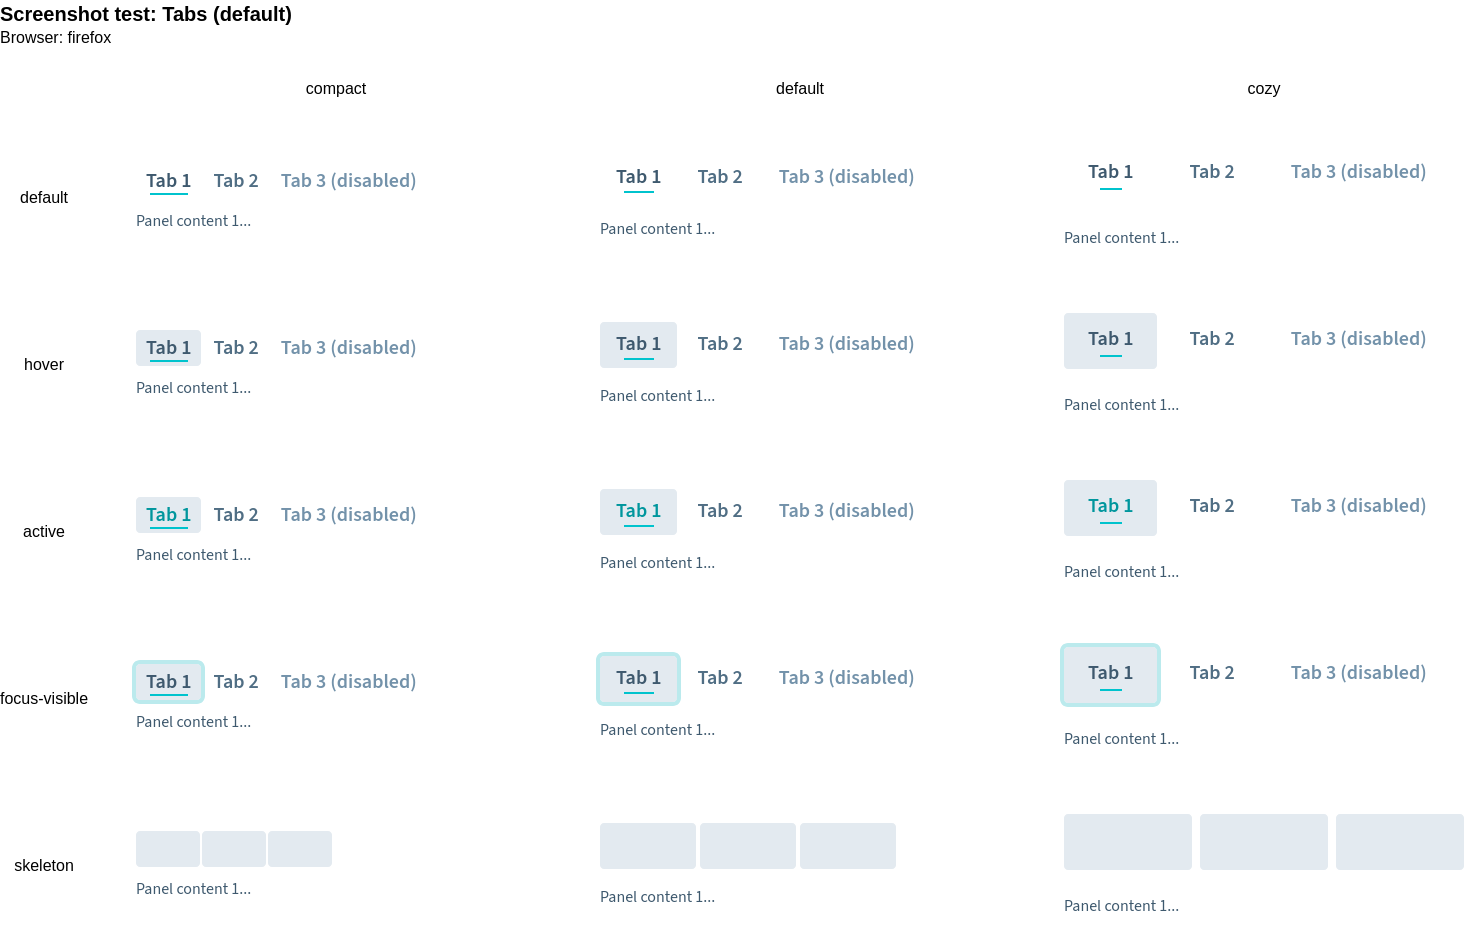 Screenshot test: Tabs (default)
Browser: firefox
compact default cozy
default
Tab 1 Tab 2 Tab 3 (disabled)
Panel content 1...
Tab 1 Tab 2 Tab 3 (disabled)
Panel content 1...
Tab 1 Tab 2 Tab 3 (disabled)
Panel content 1...
hover
Tab 1 Tab 2 Tab 3 (disabled)
Panel content 1...
Tab 1 Tab 2 Tab 3 (disabled)
Panel content 1...
Tab 1 Tab 2 Tab 3 (disabled)
Panel content 1...
active
Tab 1 Tab 2 Tab 3 (disabled)
Panel content 1...
Tab 1 Tab 2 Tab 3 (disabled)
Panel content 1...
Tab 1 Tab 2 Tab 3 (disabled)
Panel content 1...
focus-visible
Tab 1 Tab 2 Tab 3 (disabled)
Panel content 1...
Tab 1 Tab 2 Tab 3 (disabled)
Panel content 1...
Tab 1 Tab 2 Tab 3 (disabled)
Panel content 1...
skeleton
Panel content 1...
Panel content 1...
Panel content 1...